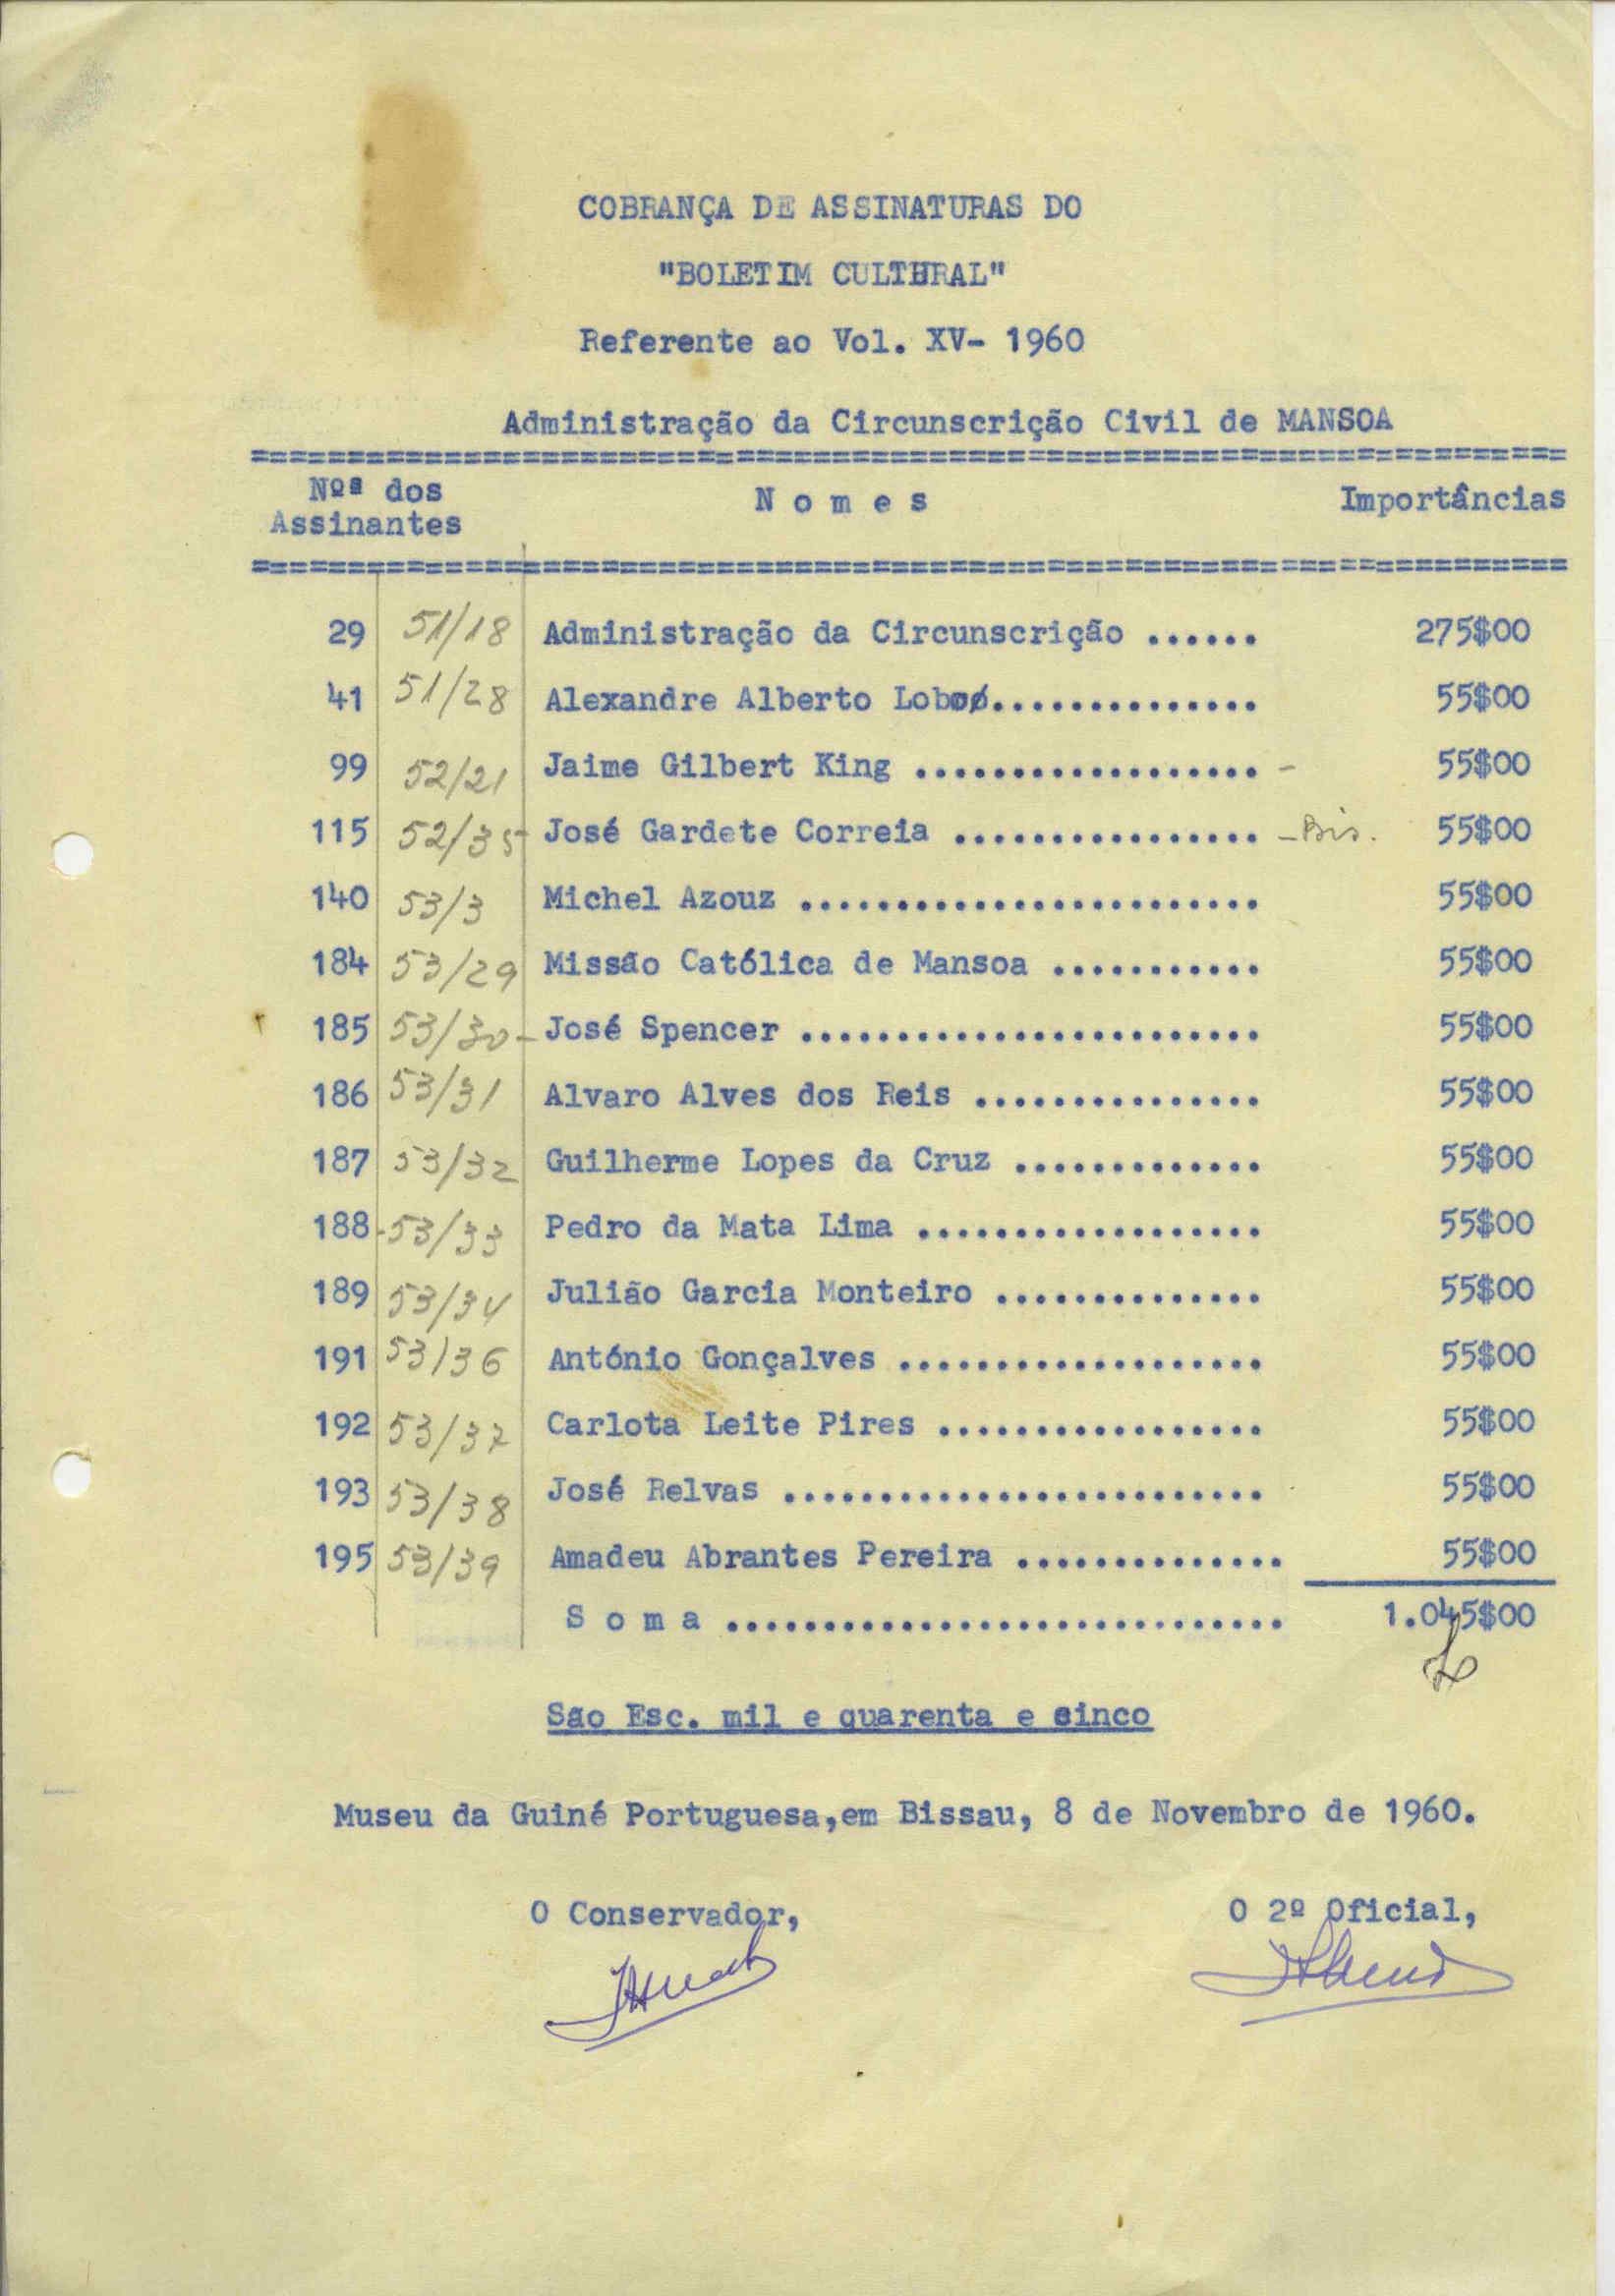 COBRANÇA DE ASSINATURAS DO
"BOLETIM CULTURAL"
Referente ao Vol. XV- 1960
Administração da Circunscrição Civil de MANSOA
Nºs dos Assinantes N o m e s Importâncias
29 51/18 Administração da Circunscrição ...... 275$00
41 51/28 Alexandre Alberto Lobo .............. 55$00
99 52/21 Jaime Gilbert King .................. - 55$00
115 52/35 José Gardete Correia ................ - Bis. 55$00
140 53/3 Michel Azouz ........................ 55$00
184 53/29 Missão Católica de Mansoa ........... 55$00
185 53/30 - José Spencer ........................ 55$00
186 53/31 Alvaro Alves dos Reis ............... 55$00
187 53/32 Guilherme Lopes da Cruz ............. 55$00
188 - 53/33 Pedro da Mata Lima .................. 55$00
189 53/34 Julião Garcia Monteiro .............. 55$00
191 53/36 António Gonçalves ................... 55$00
192 53/37 Carlota Leite Pires ................. 55$00
193 53/38 José Relvas ......................... 55$00
195 53/39 Amadeu Abrantes Pereira .............. 55$00
S o m a ............................. 1.045$00
São Esc. mil e quarenta e cinco
Museu da Guiné Portuguesa,em Bissau, 8 de Novembro de 1960.
O Conservador, O 2º Oficial,